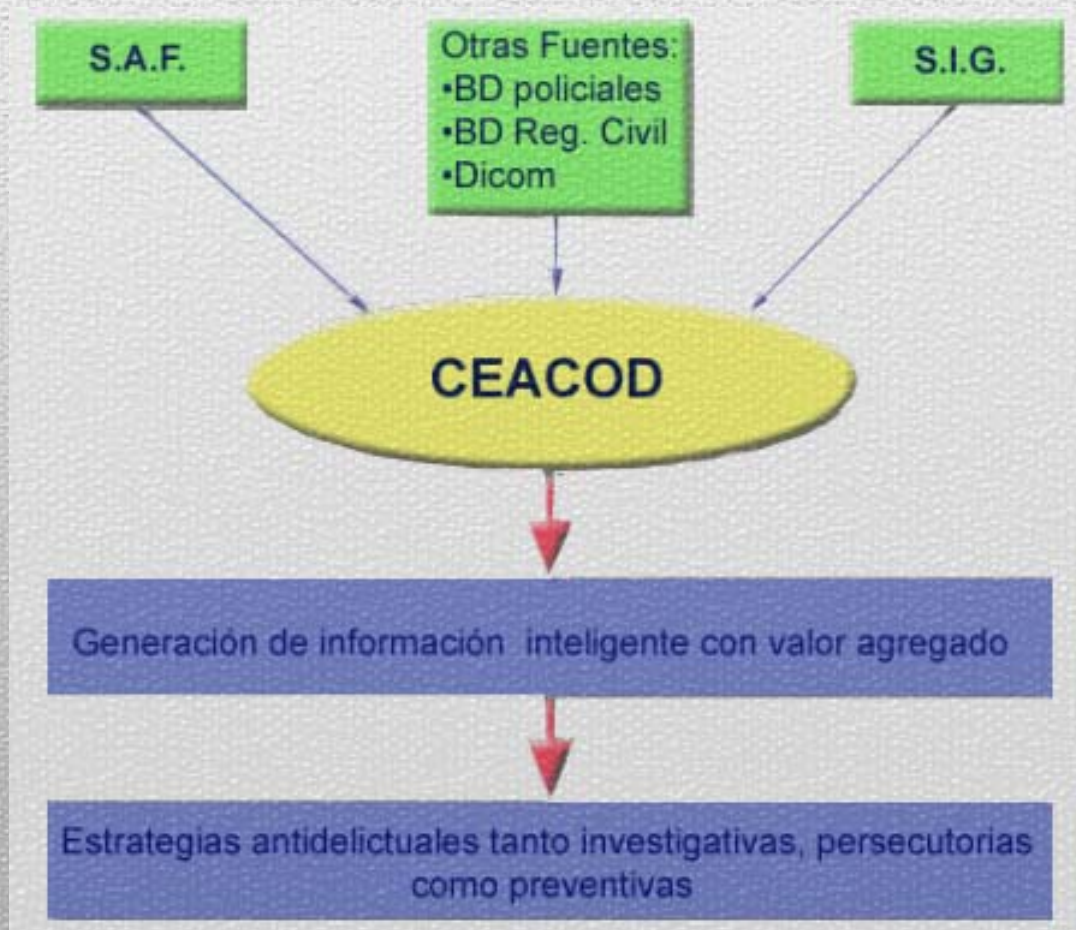 S.A.F.
Otras Fuentes:
•BD policiales
•BD Reg. Civil
•Dicom
S.I.G.
CEACOD
Generación de información inteligente con valor agregado
Estrategias antidelictuales tanto investigativas, persecutorias
como preventivas